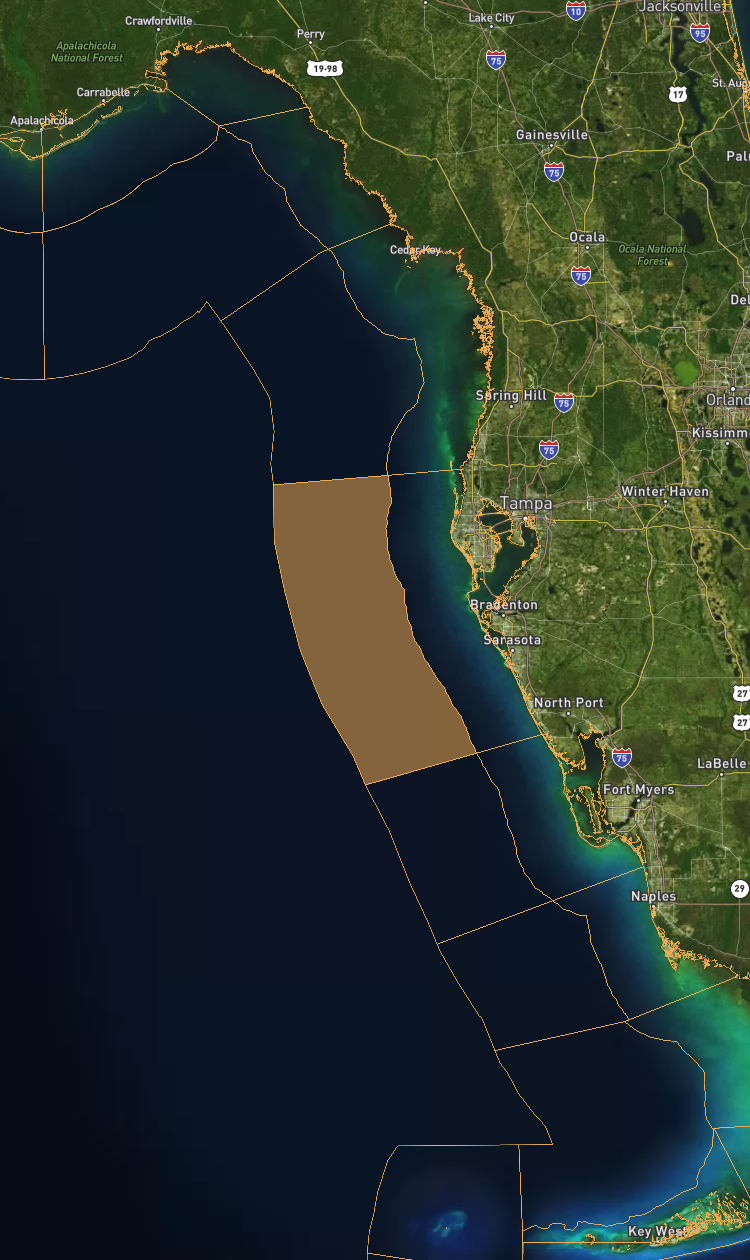 Crawfordville
Lake City
10
Jacksonville
Perry
95
Apalachicola
National Forest
75
19-98
St. Aug
Carrabelle
17
Apalachicola
Gainesville
Pal
75
Ocala
Cedar Key
Ocala National
Forest
75
Del
Spring Hill
75
Orland
Kissimm
75
Winter Haven
Tampa
Bradenton
Sarasota
27
North Port
27
75
LaBelle
Fort Myers
29
Naples
Key West